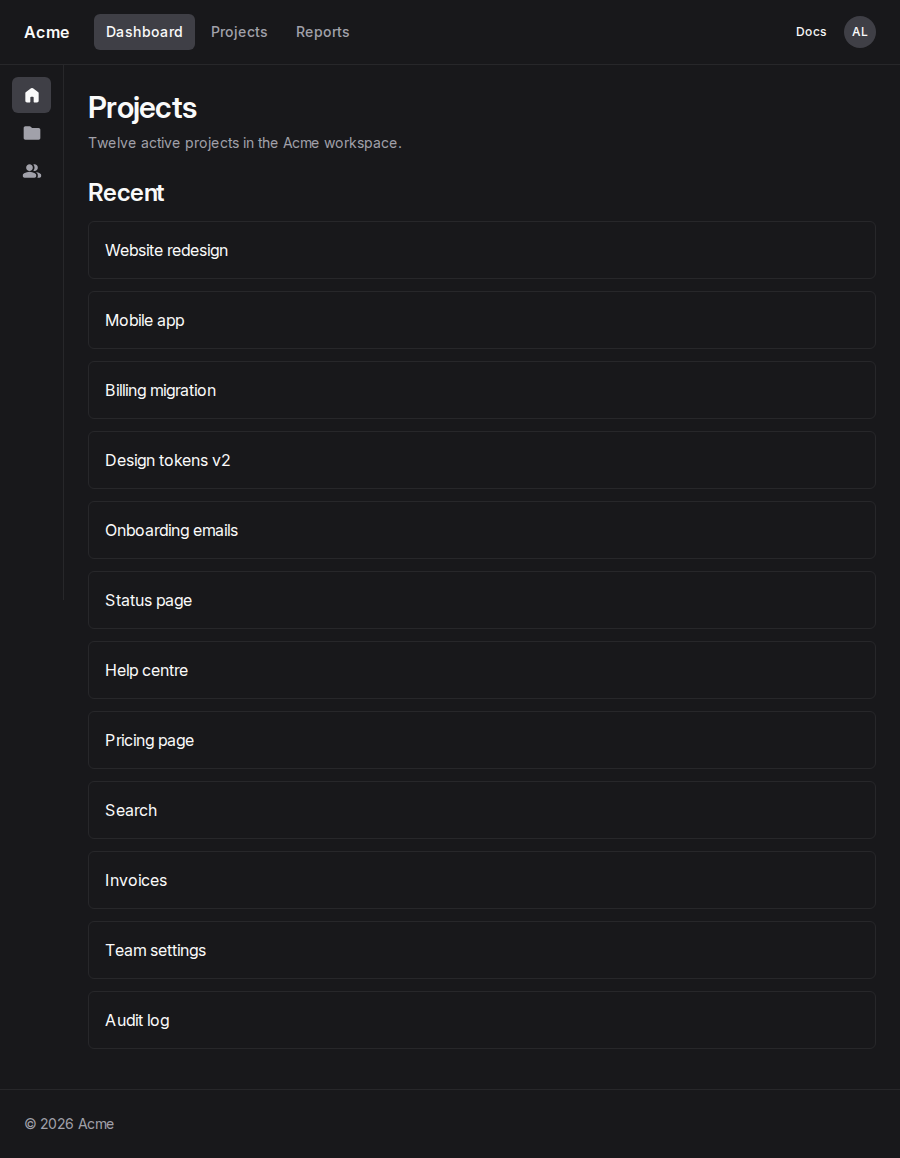 Acme Dashboard Projects Reports Docs AL
Projects
Twelve active projects in the Acme workspace.
Recent
Website redesign
Mobile app
Billing migration
Design tokens v2
Onboarding emails
Status page
Help centre
Pricing page
Search
Invoices
Team settings
Audit log
© 2026 Acme